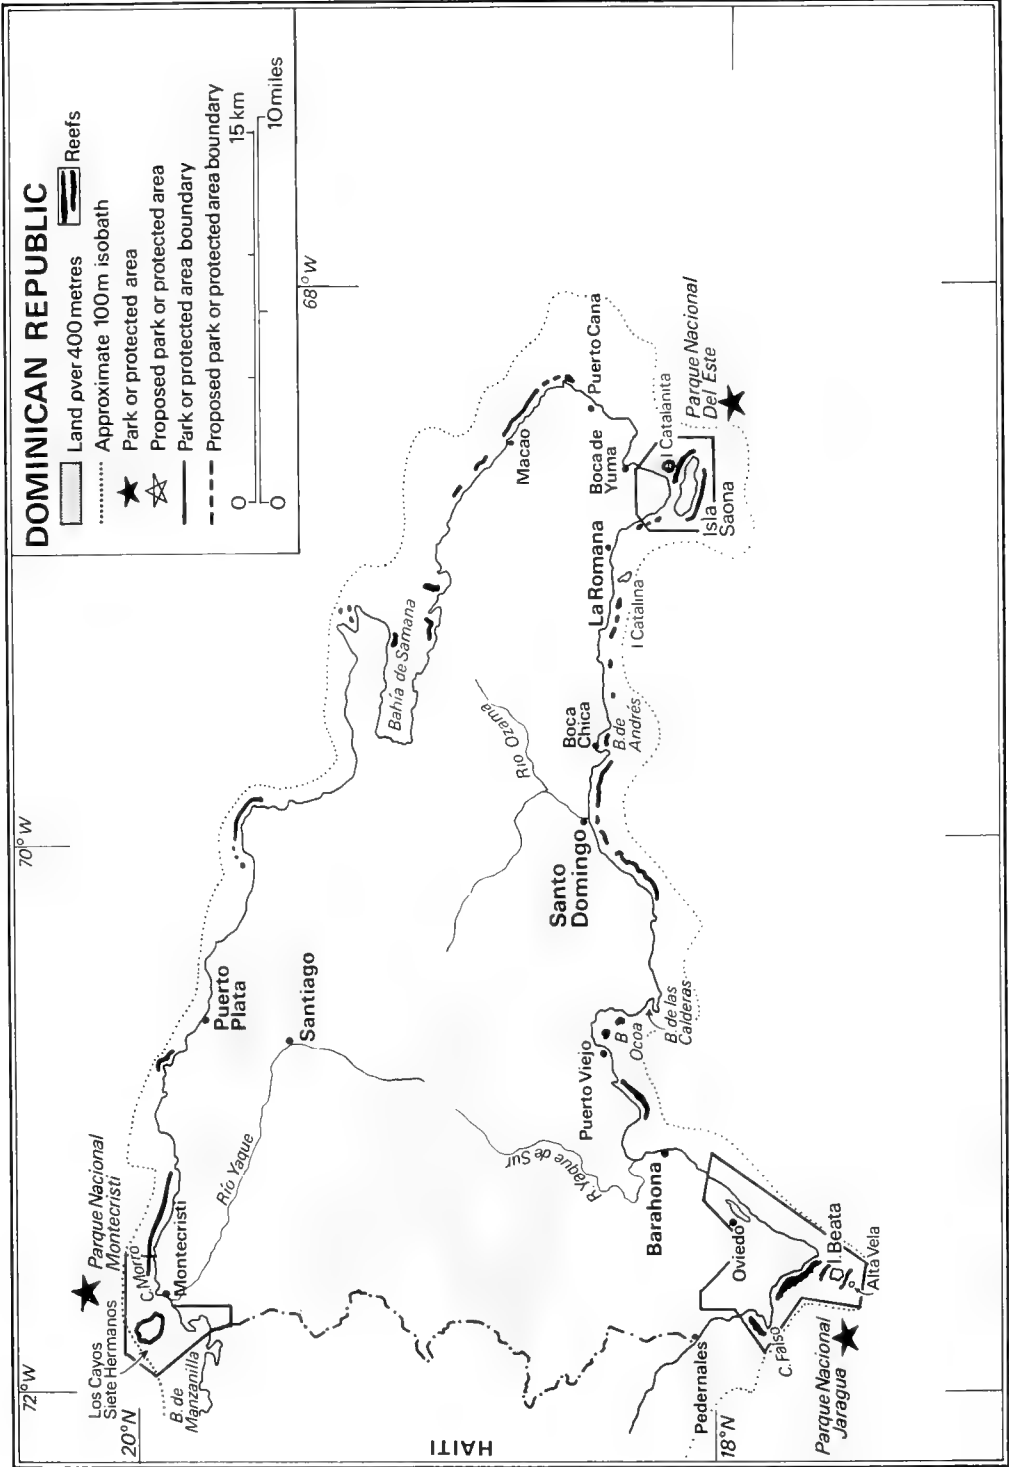 DOMINICAN REPUBLIC
Land over 400 metres
Reefs
Approximate 100m isobath
Park or protected area
Proposed park or protected area
Park or protected area boundary
Proposed park or protected area boundary
0
15 km
0
10 miles
72°W
70°W
68°W
20°N
18°N
HAITI
Los Cayos
Siete Hermanos
Parque Nacional
Montecristi
C. Morro
Montecristi
B. de
Manzanilla
Río Yaque
Puerto
Plata
Santiago
Bahía de Samana
Macao
Puerto Cana
Boca de
Yuma
I Catalanita
Parque Nacional
Del Este
Isla
Saona
La Romana
I Catalina
Boca
Chica
B. de
Andrés
Rio Ozama
Santo
Domingo
B. de las
Calderas
B
Ocoa
Puerto Viejo
R. Yaque de Sur
Barahona
Oviedo
I. Beata
Alta Vela
C. Falso
Pedernales
Parque Nacional
Jaragua